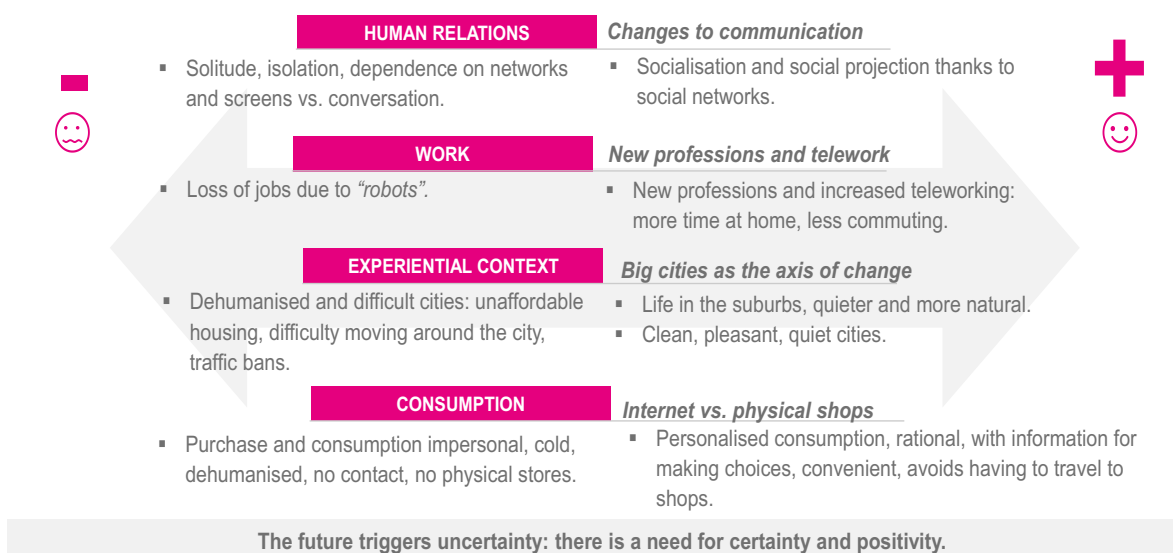 HUMAN RELATIONS
Changes to communication
▪ Solitude, isolation, dependence on networks
and screens vs. conversation.
▪ Socialisation and social projection thanks to
social networks.
WORK
New professions and telework
▪ Loss of jobs due to “robots”.
▪ New professions and increased teleworking:
more time at home, less commuting.
EXPERIENTIAL CONTEXT
Big cities as the axis of change
▪ Dehumanised and difficult cities: unaffordable
housing, difficulty moving around the city,
traffic bans.
▪ Life in the suburbs, quieter and more natural.
▪ Clean, pleasant, quiet cities.
CONSUMPTION
Internet vs. physical shops
▪ Purchase and consumption impersonal, cold,
dehumanised, no contact, no physical stores.
▪ Personalised consumption, rational, with information for
making choices, convenient, avoids having to travel to
shops.
The future triggers uncertainty: there is a need for certainty and positivity.